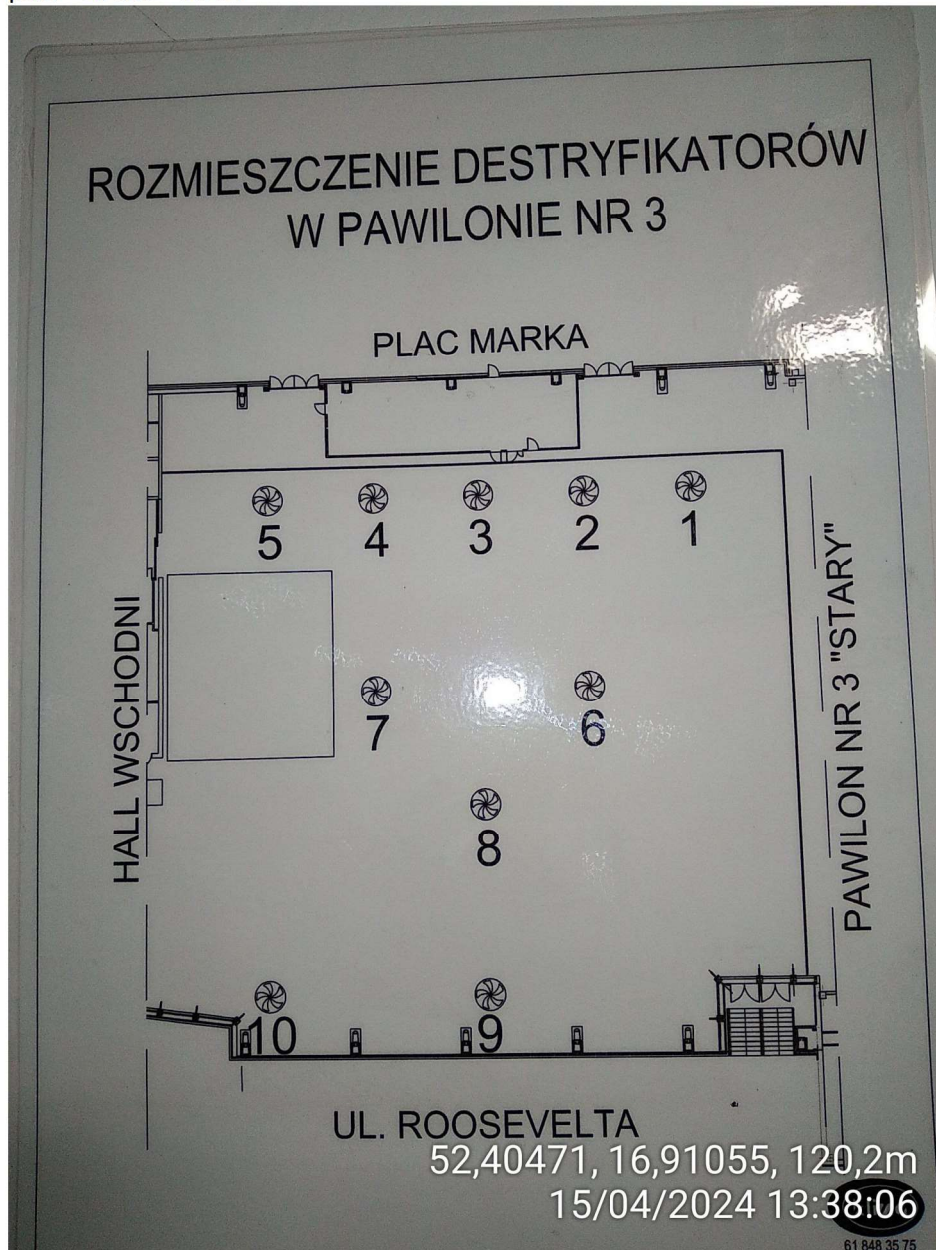 ROZMIESZCZENIE DESTRYFIKATORÓW
W PAWILONIE NR 3
PLAC MARKA
5 4 3 2 1
HALL WSCHODNI
PAWILON NR 3 "STARY"
7 6
8
10 9
UL. ROOSEVELTA
52,40471, 16,91055, 120,2m
15/04/2024 13:38:06
61 848 35 75